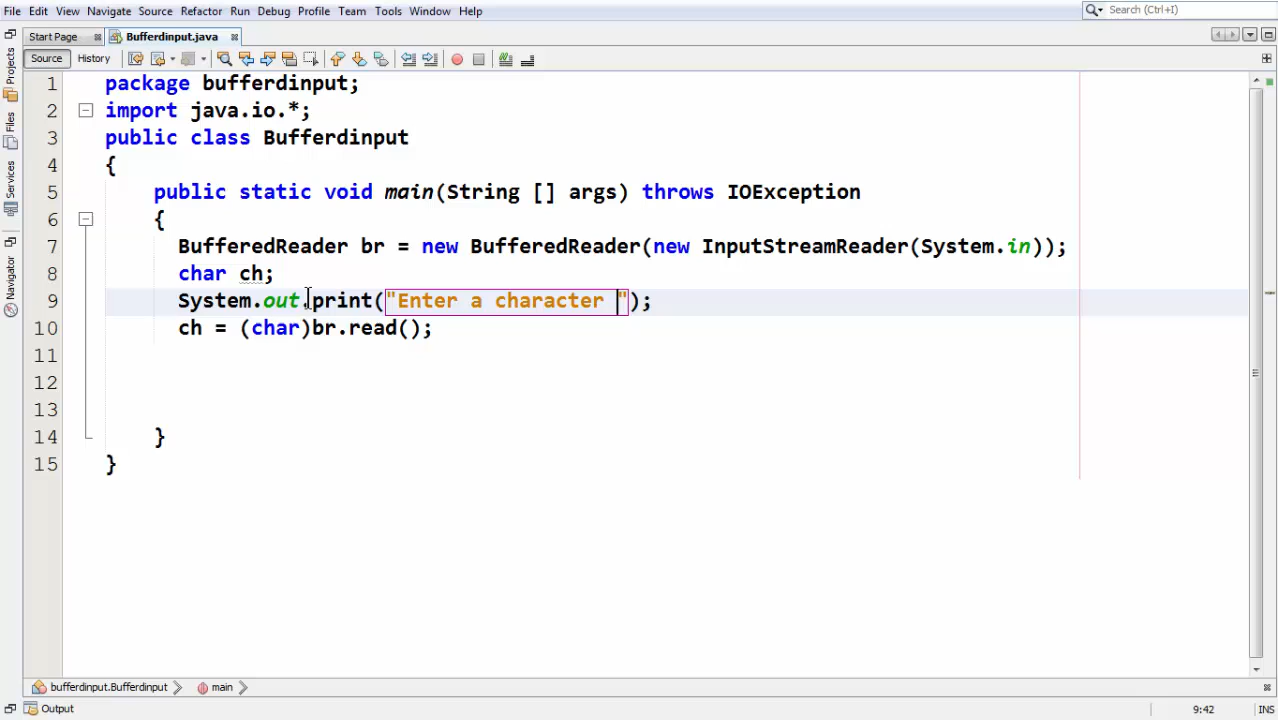 File Edit View Navigate Source Refactor Run Debug Profile Team Tools Window Help
Search (Ctrl+I)
Start Page Bufferdinput.java
Source History
Projects
Files
Services
Navigator
1 package bufferdinput;
2 import java.io.*;
3 public class Bufferdinput
4 {
5 public static void main(String [] args) throws IOException
6 {
7 BufferedReader br = new BufferedReader(new InputStreamReader(System.in));
8 char ch;
9 System.out.print("Enter a character ");
10 ch = (char)br.read();
11
12
13
14 }
15 }
bufferdinput.Bufferdinput main
Output
9:42 INS